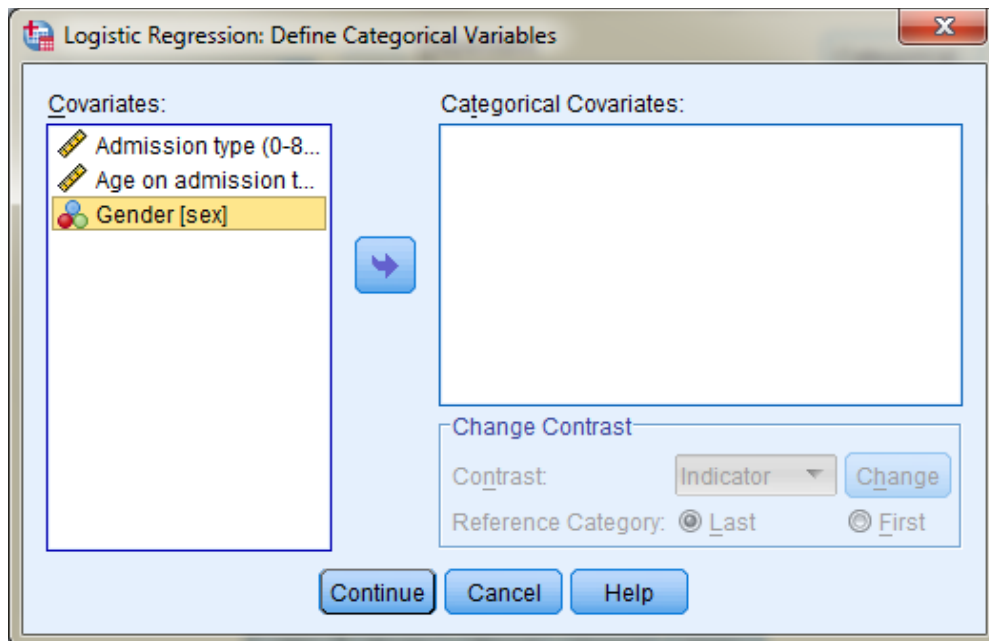 Logistic Regression: Define Categorical Variables
Covariates:
Admission type (0-8...
Age on admission t...
Gender [sex]
Categorical Covariates:
Change Contrast
Contrast: Indicator Change
Reference Category: Last First
Continue Cancel Help